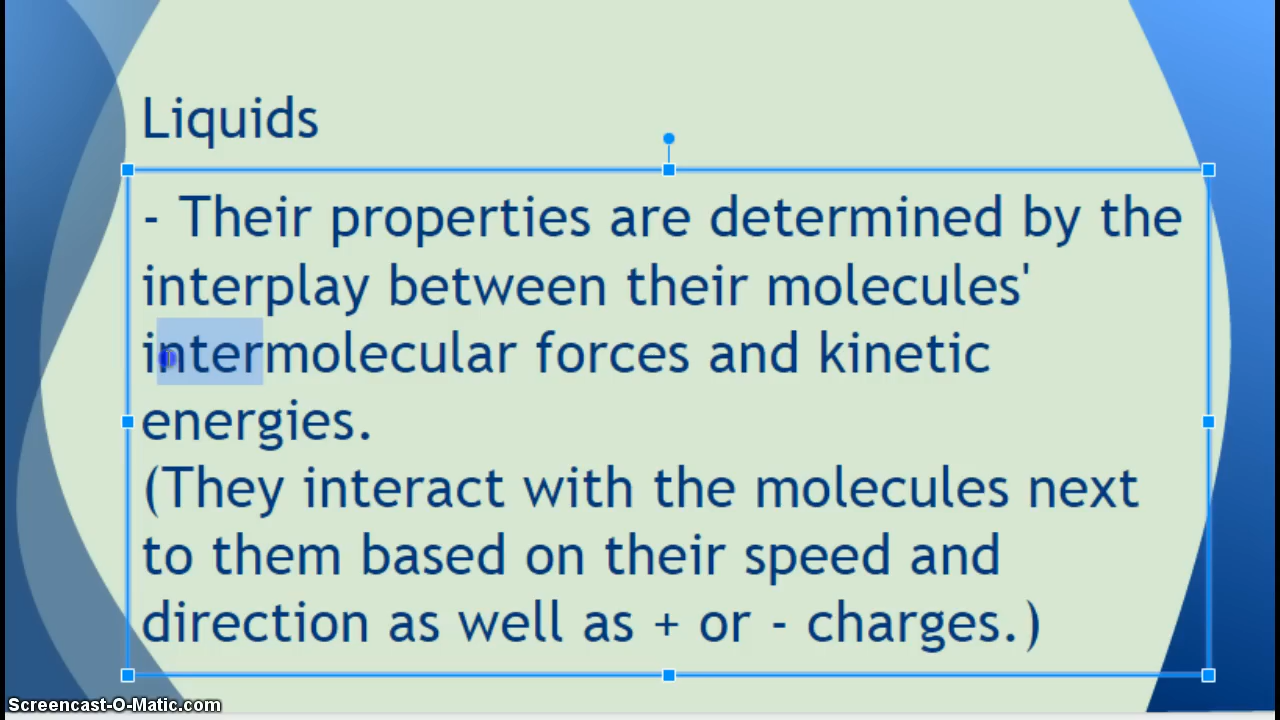 Liquids
- Their properties are determined by the
interplay between their molecules'
intermolecular forces and kinetic
energies.
(They interact with the molecules next
to them based on their speed and
direction as well as + or - charges.)
Screencast-O-Matic.com